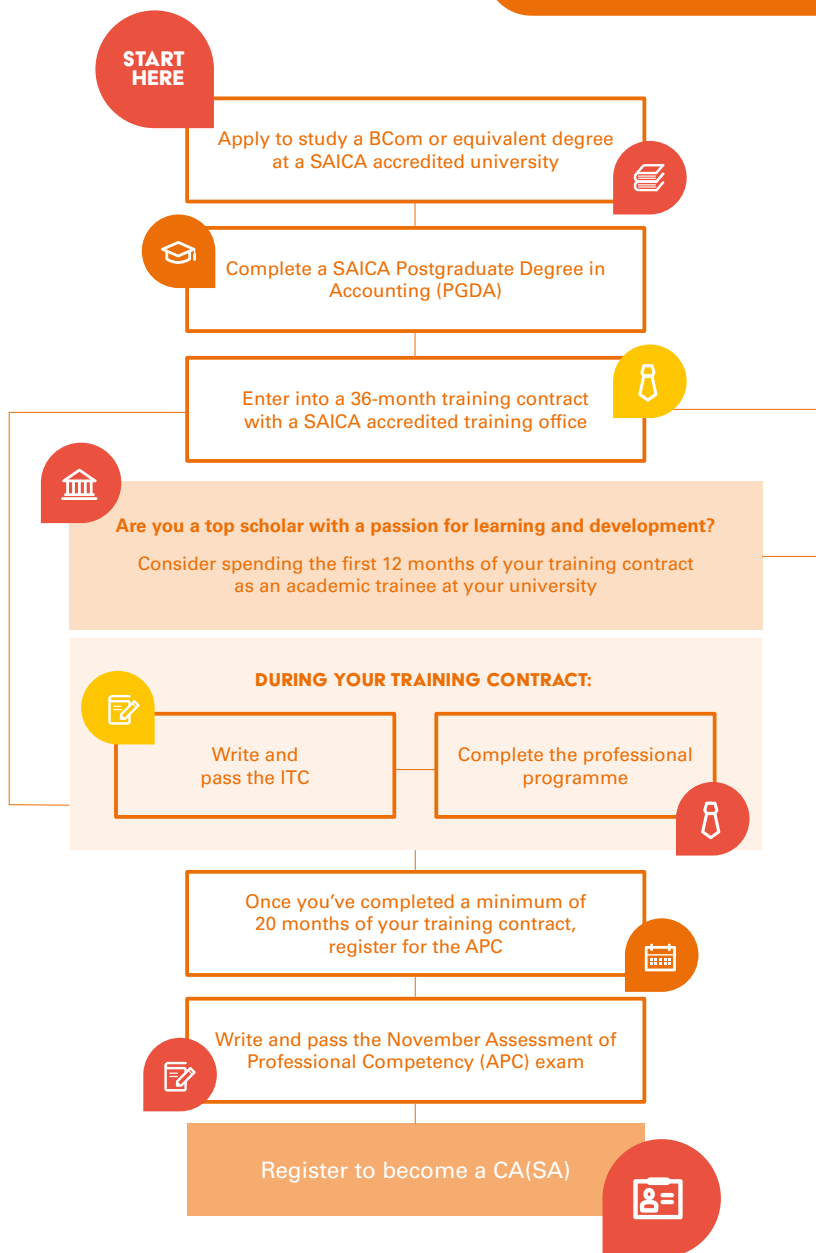 START
HERE
Apply to study a BCom or equivalent degree
at a SAICA accredited university
Complete a SAICA Postgraduate Degree in
Accounting (PGDA)
Enter into a 36-month training contract
with a SAICA accredited training office
Are you a top scholar with a passion for learning and development?
Consider spending the first 12 months of your training contract
as an academic trainee at your university
DURING YOUR TRAINING CONTRACT:
Write and
pass the ITC
Complete the professional
programme
Once you've completed a minimum of
20 months of your training contract,
register for the APC
Write and pass the November Assessment of
Professional Competency (APC) exam
Register to become a CA(SA)